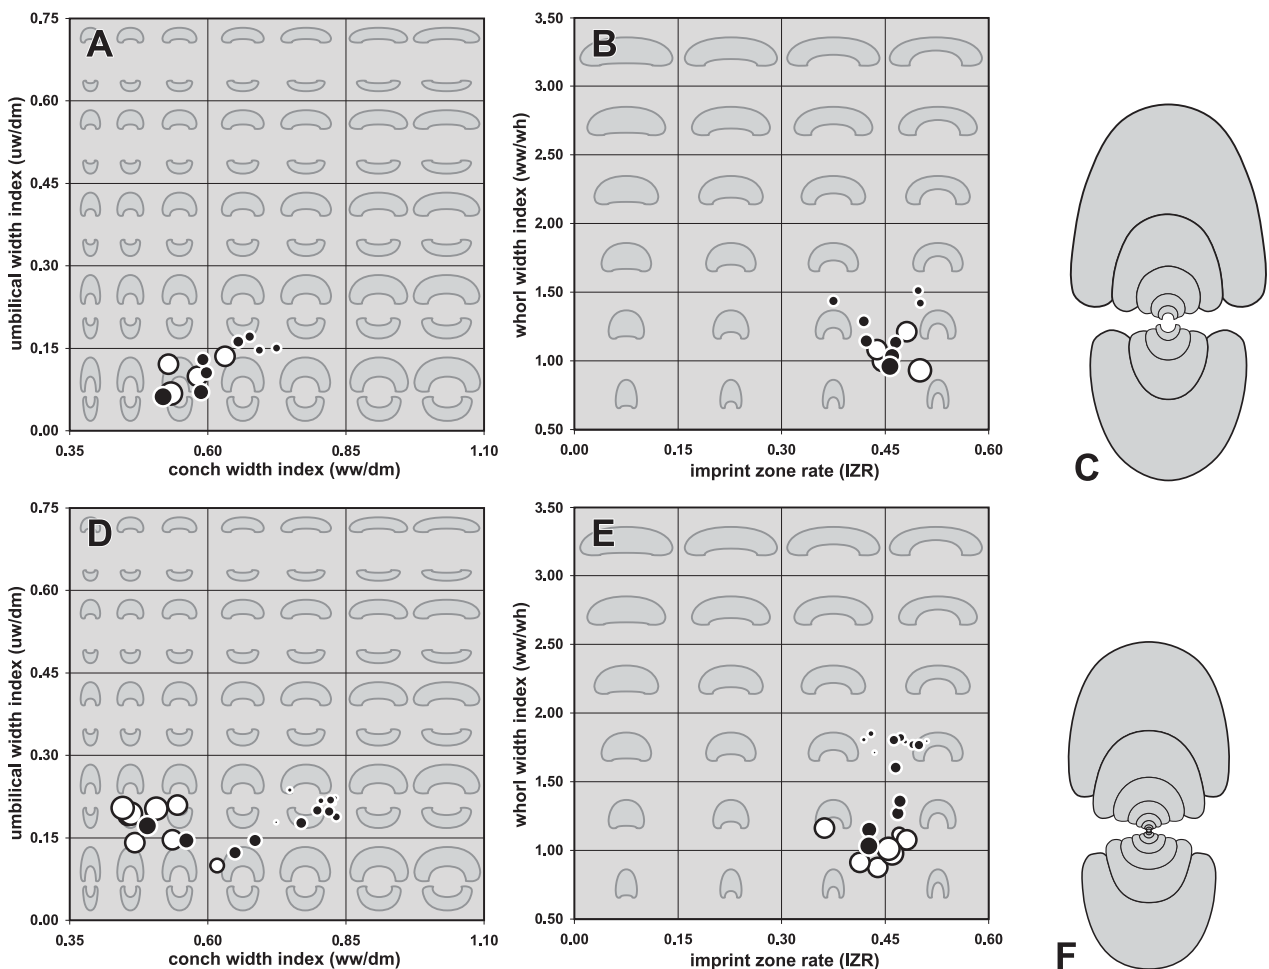 A
0.75
0.60
0.45
0.30
0.15
0.00
umbilical width index (uw/dm)
0.35 0.60 0.85 1.10
conch width index (ww/dm)
B
3.50
3.00
2.50
2.00
1.50
1.00
0.50
whorl width index (ww/wh)
0.00 0.15 0.30 0.45 0.60
imprint zone rate (IZR)
C
D
0.75
0.60
0.45
0.30
0.15
0.00
umbilical width index (uw/dm)
0.35 0.60 0.85 1.10
conch width index (ww/dm)
E
3.50
3.00
2.50
2.00
1.50
1.00
0.50
whorl width index (ww/wh)
0.00 0.15 0.30 0.45 0.60
imprint zone rate (IZR)
F